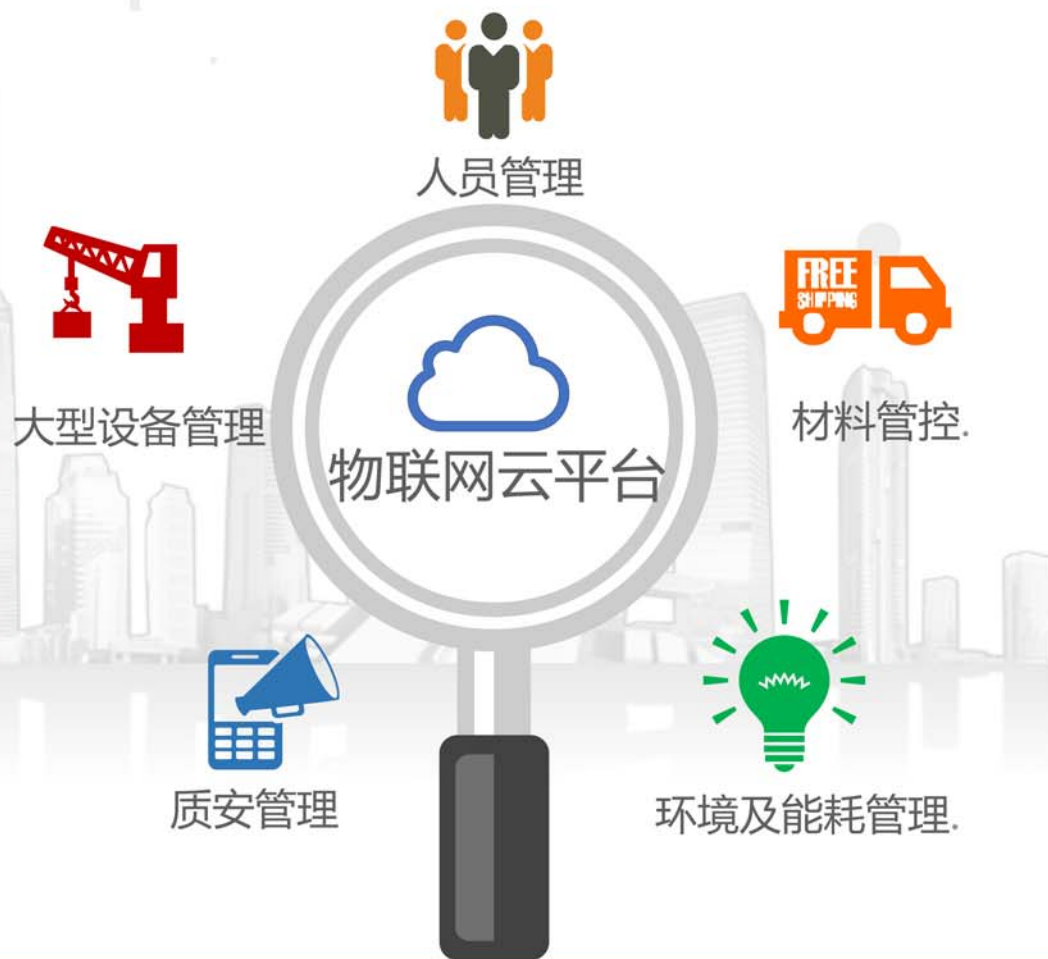 人员管理
FREE
SHIPPING
大型设备管理
材料管控.
物联网云平台
质安管理
环境及能耗管理.